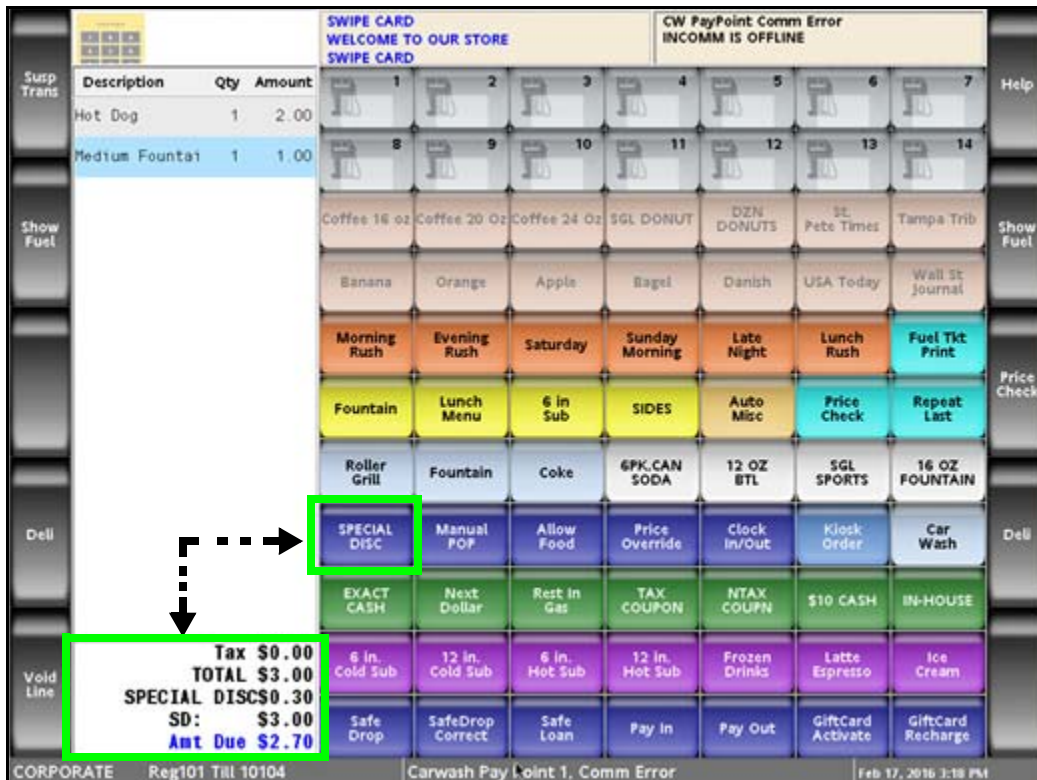 SWIPE CARD
WELCOME TO OUR STORE
SWIPE CARD
CW PayPoint Comm Error
INCOMM IS OFFLINE
Susp
Trans
Help
Description Qty Amount
Hot Dog 1 2.00
Medium Fountai 1 1.00
1 2 3 4 5 6 7
8 9 10 11 12 13 14
Show
Fuel
Show
Fuel
Coffee 16 oz
Coffee 20 Oz
Coffee 24 Oz
SGL DONUT
DZN
DONUTS
St.
Pete Times
Tampa Trib
Banana
Orange
Apple
Bagel
Danish
USA Today
Wall St
Journal
Morning
Rush
Evening
Rush
Saturday
Sunday
Morning
Late
Night
Lunch
Rush
Fuel Tkt
Print
Price
Check
Fountain
Lunch
Menu
6 in
Sub
SIDES
Auto
Misc
Price
Check
Repeat
Last
Roller
Grill
Fountain
Coke
6PK.CAN
SODA
12 OZ
BTL
SGL
SPORTS
16 OZ
FOUNTAIN
Deli
SPECIAL
DISC
Manual
POP
Allow
Food
Price
Override
Clock
In/Out
Kiosk
Order
Car
Wash
Deli
EXACT
CASH
Next
Dollar
Rest In
Gas
TAX
COUPON
NTAX
COUPN
$10 CASH
IN-HOUSE
Void
Line
Tax $0.00
TOTAL $3.00
SPECIAL DISC$0.30
SD: $3.00
Amt Due $2.70
6 in.
Cold Sub
12 in.
Cold Sub
6 in.
Hot Sub
12 in.
Hot Sub
Frozen
Drinks
Latte
Espresso
Ice
Cream
Safe
Drop
SafeDrop
Correct
Safe
Loan
Pay In
Pay Out
GiftCard
Activate
GiftCard
Recharge
CORPORATE Reg101 Till 10104 Carwash Pay Point 1, Comm Error Feb 17, 2016 3:18 PM